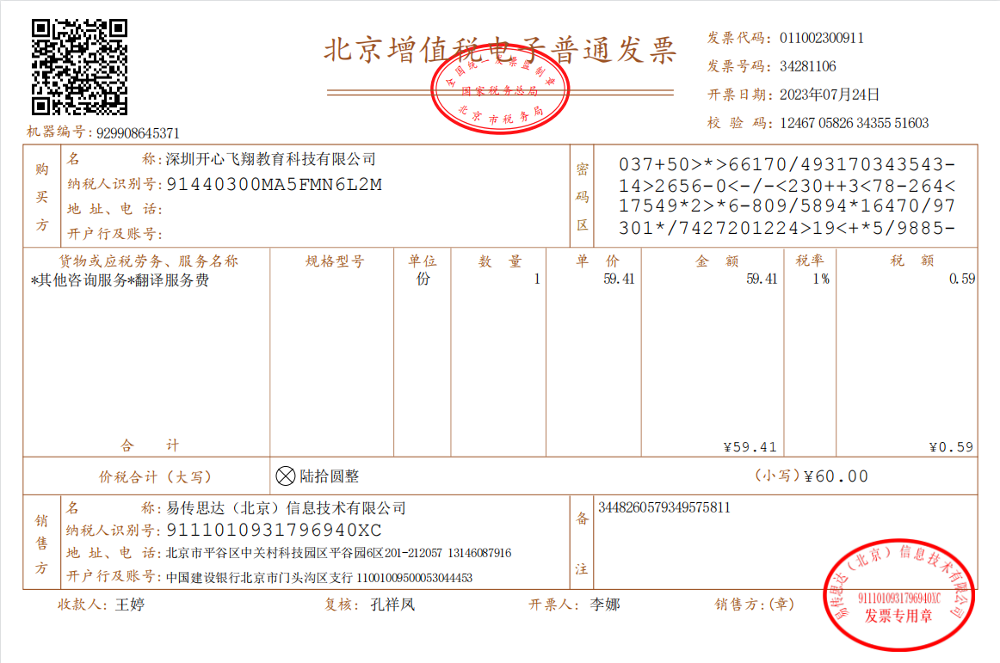 北京增值税电子普通发票
全国统一发票监制章
国家税务总局
北京市税务局
发票代码: 011002300911
发票号码: 34281106
开票日期: 2023年07月24日
校 验 码: 12467 05826 34355 51603
机器编号: 929908645371
购买方
名 称: 深圳开心飞翔教育科技有限公司
纳税人识别号: 91440300MA5FMN6L2M
地 址、电 话:
开户行及账号:
密码区
037+50>*>66170/493170343543-
14>2656-0<-/-<230++3<78-264<
17549*2>*6-809/5894*16470/97
301*/7427201224>19<+*5/9885-
货物或应税劳务、服务名称 规格型号 单位 数 量 单 价 金 额 税率 税 额
*其他咨询服务*翻译服务费 份 1 59.41 59.41 1% 0.59
合 计 ¥59.41 ¥0.59
价税合计（大写） 陆拾圆整 （小写）¥60.00
销售方
名 称: 易传思达（北京）信息技术有限公司
纳税人识别号: 9111010931796940XC
地 址、电 话: 北京市平谷区中关村科技园区平谷园6区201-212057 13146087916
开户行及账号: 中国建设银行北京市门头沟区支行 11001009500053044453
备注
3448260579349575811
收款人: 王婷 复核: 孔祥凤 开票人: 李娜 销售方:(章)
易传思达（北京）信息技术有限公司
9111010931796940XC
发票专用章